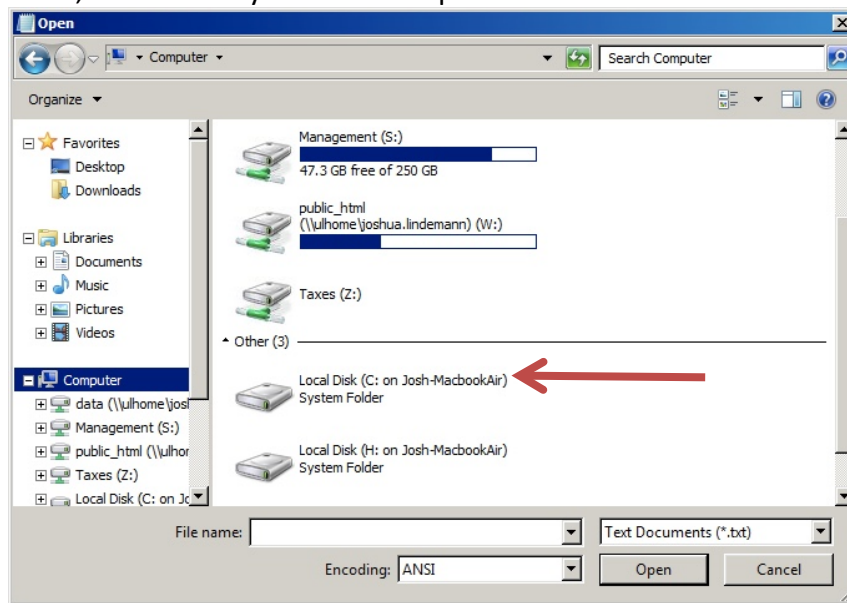 Open
Computer
Search Computer
Organize
Favorites
Desktop
Downloads
Libraries
Documents
Music
Pictures
Videos
Computer
data (\\ulhome\jos
Management (S:)
public_html (\\ulhor
Taxes (Z:)
Local Disk (C: on Jc
Management (S:)
47.3 GB free of 250 GB
public_html
(\\ulhome\joshua.lindemann) (W:)
Taxes (Z:)
Other (3)
Local Disk (C: on Josh-MacbookAir)
System Folder
Local Disk (H: on Josh-MacbookAir)
System Folder
File name:
Text Documents (*.txt)
Encoding: ANSI
Open
Cancel